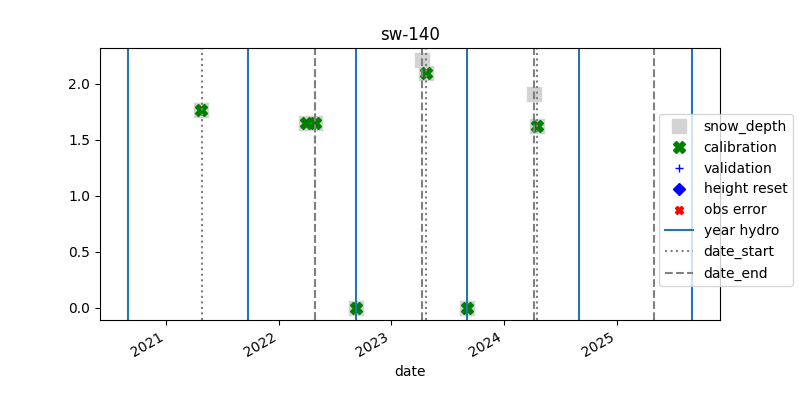 sw-140
2.0
1.5
1.0
0.5
0.0
snow_depth
calibration
validation
height reset
obs error
year hydro
date_start
date_end
2021
2022
2023
2024
2025
date